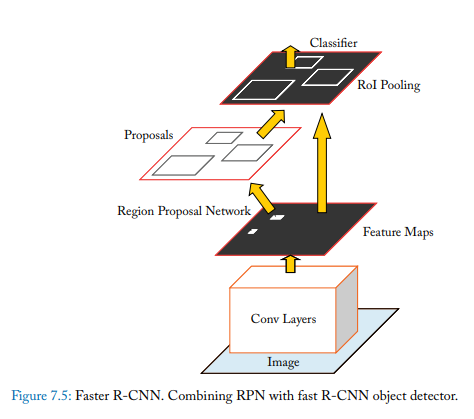 Classifier
RoI Pooling
Proposals
Region Proposal Network
Feature Maps
Conv Layers
Image
Figure 7.5: Faster R-CNN. Combining RPN with fast R-CNN object detector.